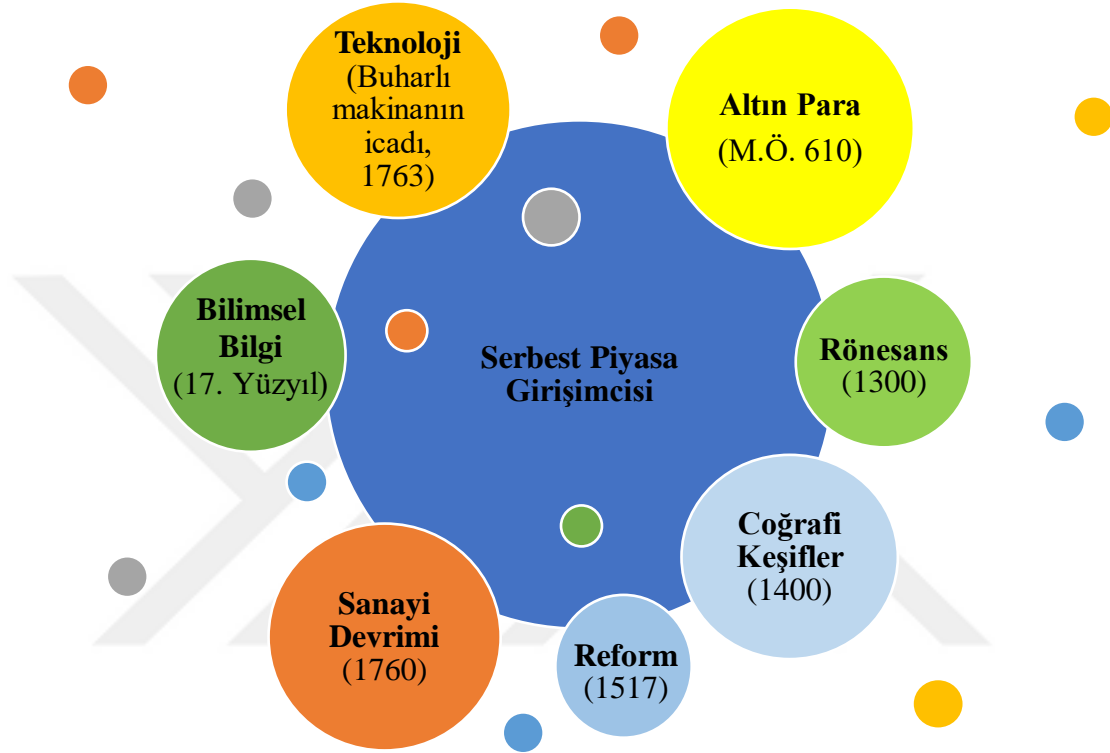 Teknoloji
(Buharlı
makinanın
icadı,
1763)
Altın Para
(M.Ö. 610)
Bilimsel
Bilgi
(17. Yüzyıl)
Serbest Piyasa
Girişimcisi
Rönesans
(1300)
Coğrafi
Keşifler
(1400)
Sanayi
Devrimi
(1760)
Reform
(1517)